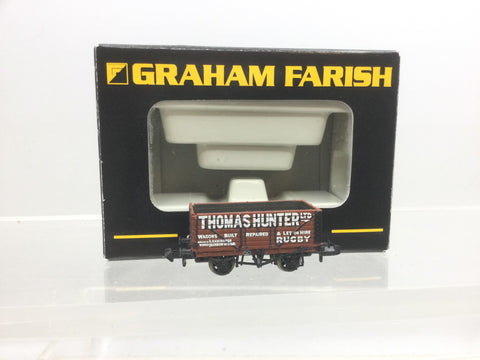 GRAHAM FARISH
THOMAS HUNTER LTD
WAGONS BUILT REPAIRED & LET ON HIRE
RUGBY